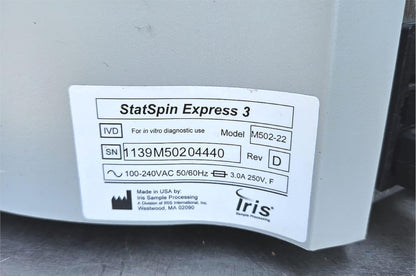 StatSpin Express 3
IVD For in vitro diagnostic use Model M502-22
SN 1139M50204440 Rev D
100-240VAC 50/60Hz 3.0A 250V, F
Made in USA by:
Iris Sample Processing
A Division of IRIS International, Inc.
Westwood, MA 02090
Iris
Sample Processing